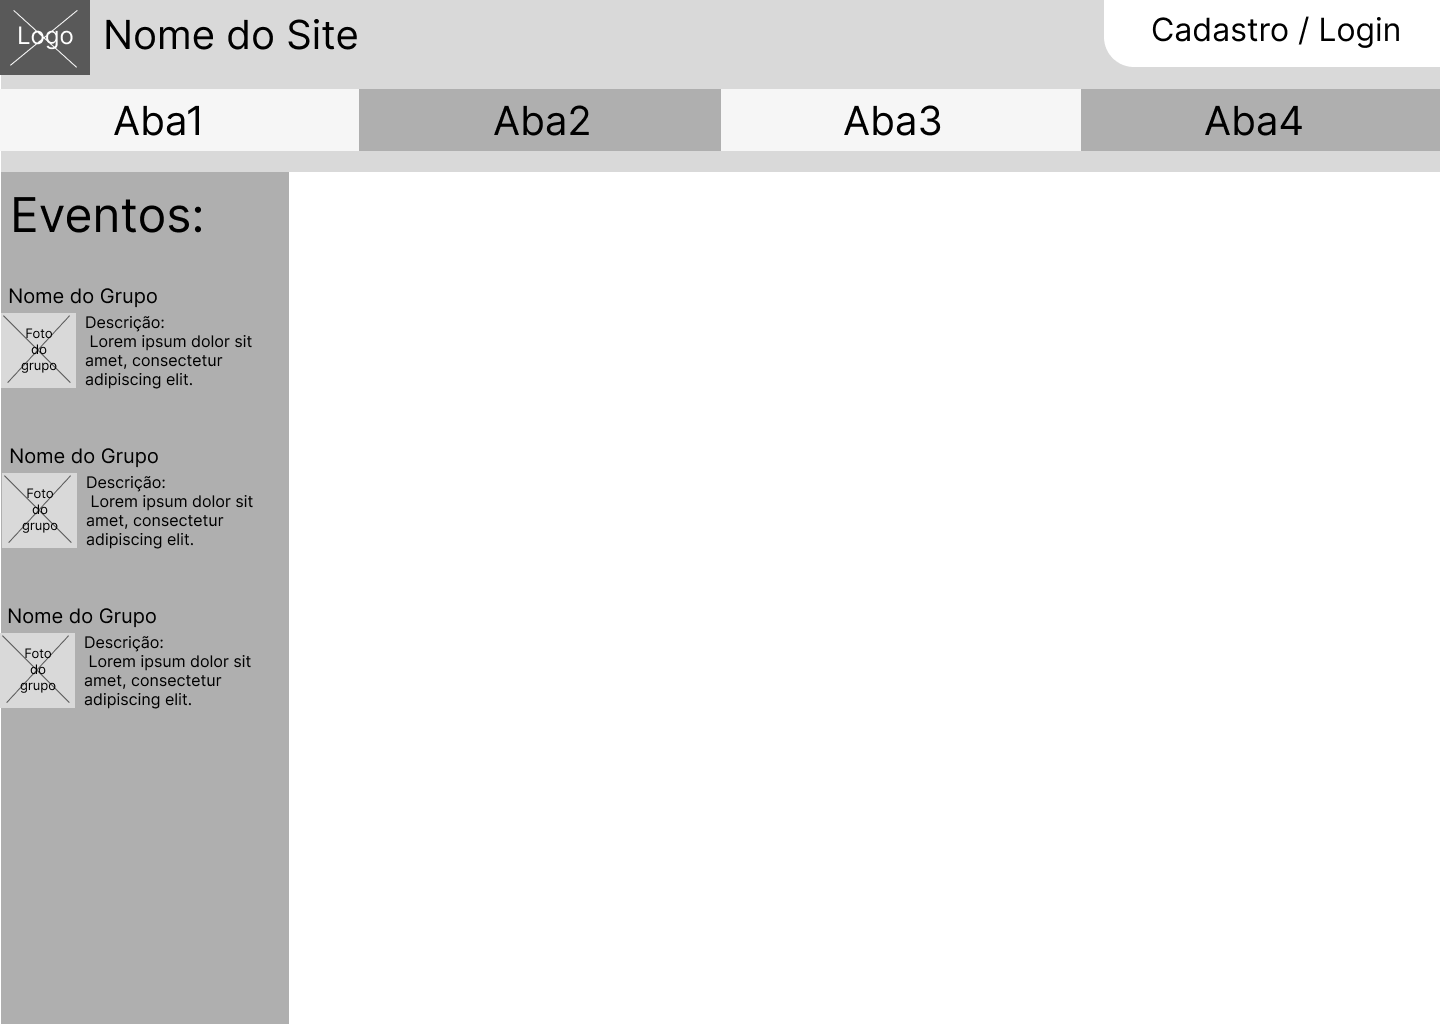 Logo
Nome do Site
Cadastro / Login
Aba1
Aba2
Aba3
Aba4
Eventos:
Nome do Grupo
Foto
do
grupo
Descrição:
Lorem ipsum dolor sit
amet, consectetur
adipiscing elit.
Nome do Grupo
Foto
do
grupo
Descrição:
Lorem ipsum dolor sit
amet, consectetur
adipiscing elit.
Nome do Grupo
Foto
do
grupo
Descrição:
Lorem ipsum dolor sit
amet, consectetur
adipiscing elit.